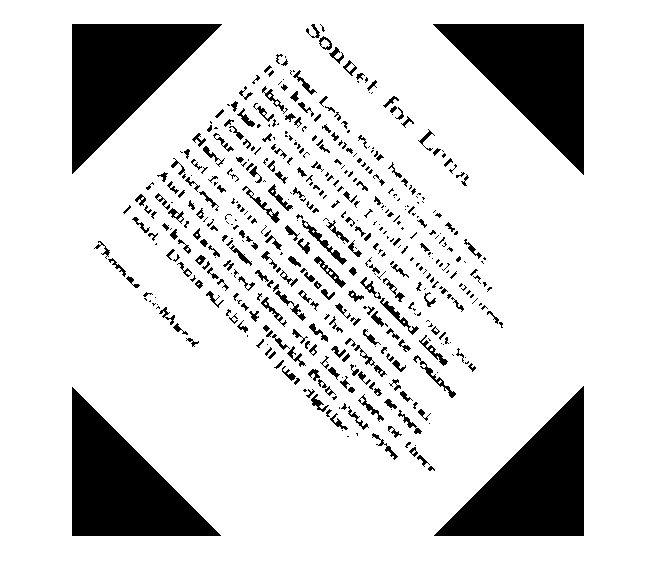 Sonnet for Lena
O dear Lena, your beauty is so vast
It is hard sometimes to describe it fast.
I thought the entire world I would impress
If only your portrait I could compress.
Alas! First when I tried to use VQ
I found that your cheeks belong to only you.
Your silky hair contains a thousand lines
Hard to match with sums of discrete cosines.
And for your lips, sensual and tactual
Thirteen Crays found not the proper fractal.
And while these setbacks are all quite severe
I might have fixed them with hacks here or there
But when filters took sparkle from your eyes
I said, 'Damn all this. I'll just digitize.'
Thomas Colthurst